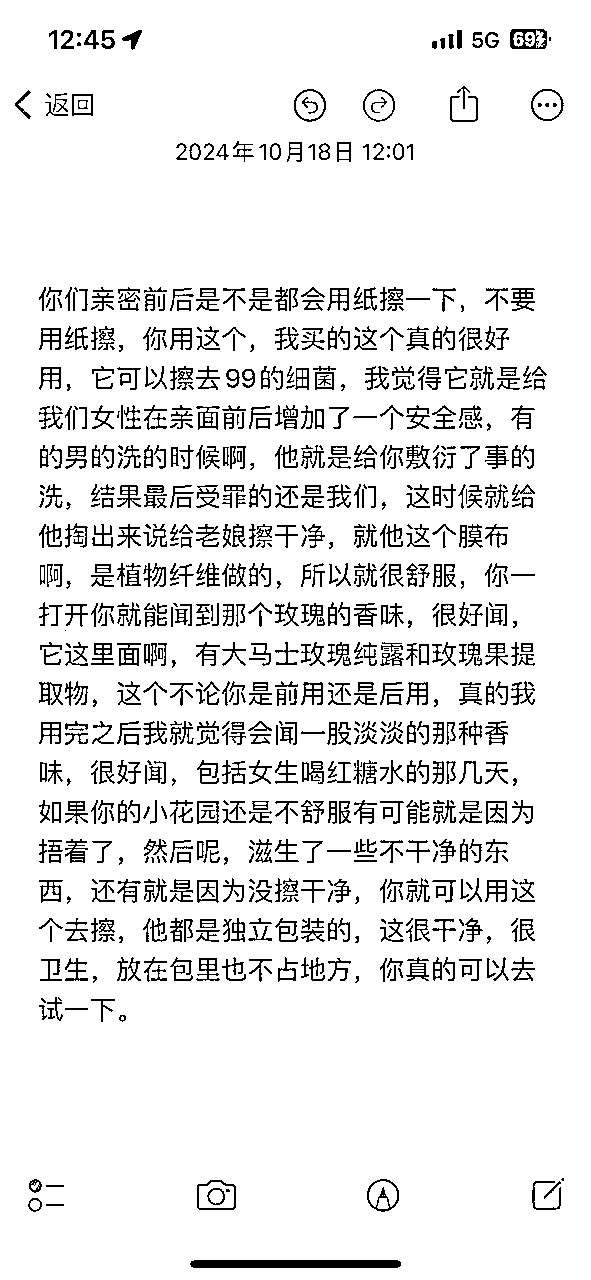 12:45
5G
69
返回
2024年10月18日 12:01
你们亲密前后是不是都会用纸擦一下，不要
用纸擦，你用这个，我买的这个真的很好
用，它可以擦去99的细菌，我觉得它就是给
我们女性在亲面前后增加了一个安全感，有
的男的洗的时候啊，他就是给你敷衍了事的
洗，结果最后受罪的还是我们，这时候就给
他掏出来说给老娘擦干净，就他这个膜布
啊，是植物纤维做的，所以就很舒服，你一
打开你就能闻到那个玫瑰的香味，很好闻，
它这里面啊，有大马士玫瑰纯露和玫瑰果提
取物，这个不论你是前用还是后用，真的我
用完之后我就觉得会闻一股淡淡的那种香
味，很好闻，包括女生喝红糖水的那几天，
如果你的小花园还是不舒服有可能就是因为
捂着了，然后呢，滋生了一些不干净的东
西，还有就是因为没擦干净，你就可以用这
个去擦，他都是独立包装的，这很干净，很
卫生，放在包里也不占地方，你真的可以去
试一下。